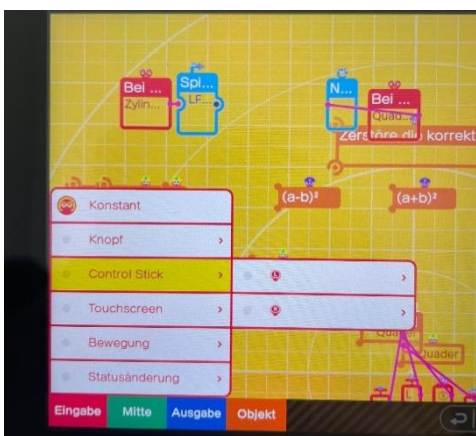 Bei ...
Zylin...
Spi...
LF...
N...
Bei ...
Quad...
Zerstöre die korrekt
(a-b)²
(a+b)²
Konstant
Knopf
Control Stick
L
R
Touchscreen
Bewegung
Statusänderung
Quader
Eingabe Mitte Ausgabe Objekt